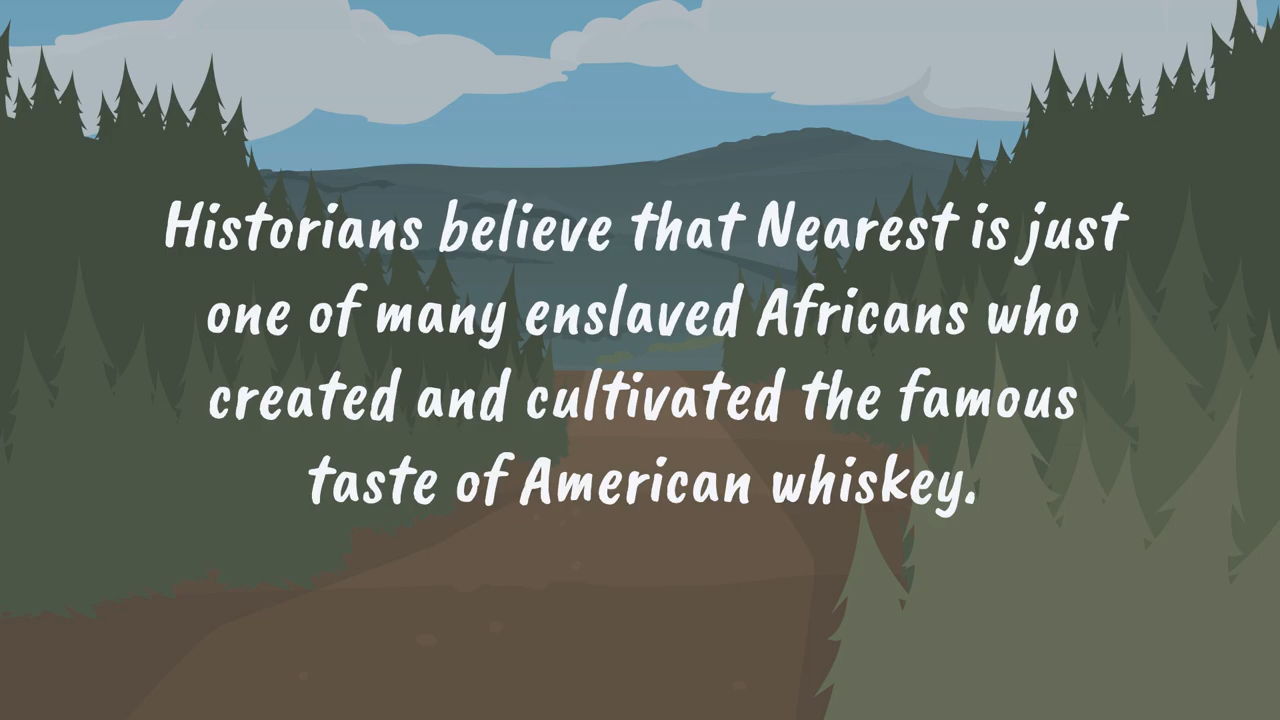 Historians believe that Nearest is just
one of many enslaved Africans who
created and cultivated the famous
taste of American whiskey.